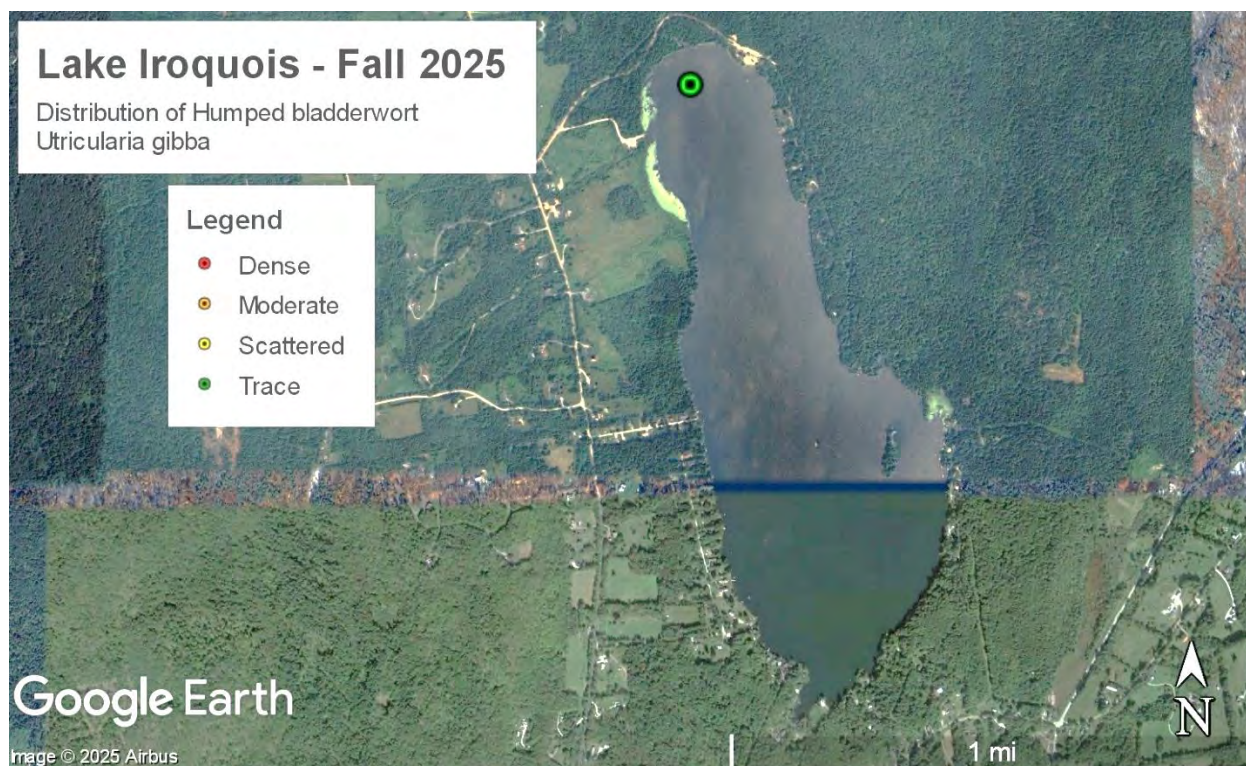 Lake Iroquois - Fall 2025
Distribution of Humped bladderwort
Utricularia gibba
Legend
Dense
Moderate
Scattered
Trace
Google Earth
Image © 2025 Airbus
N
1 mi